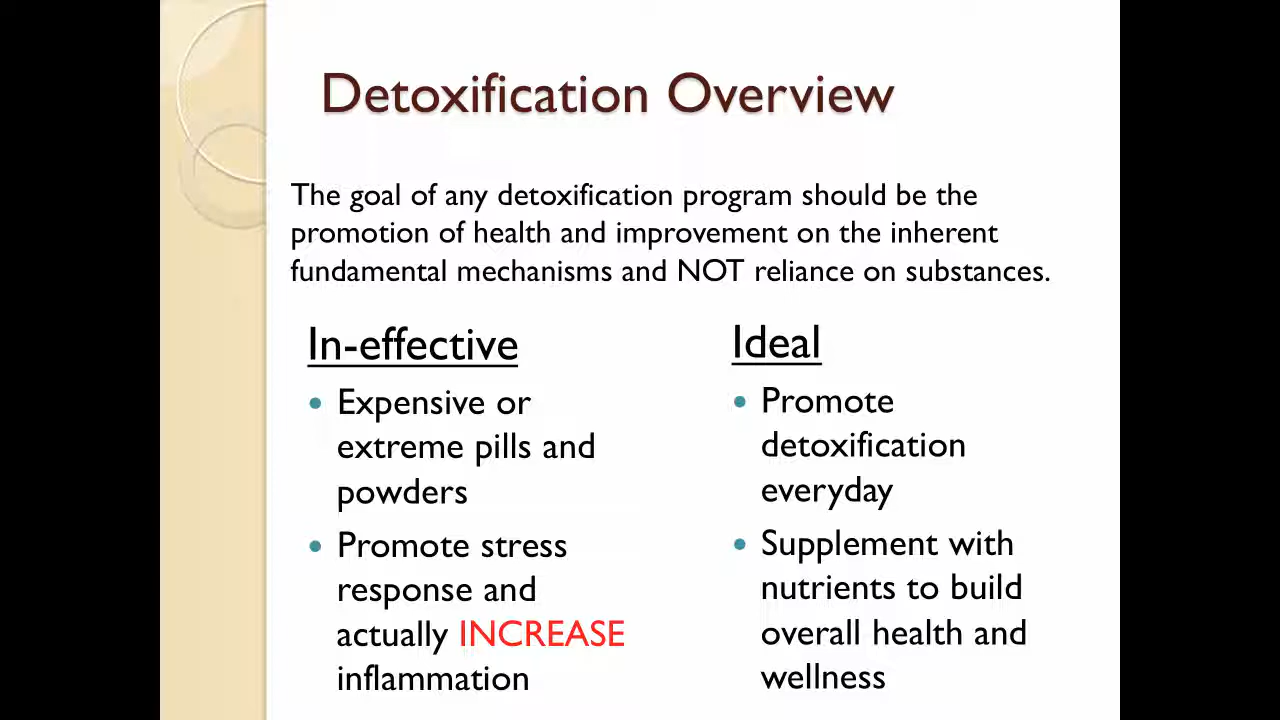 Detoxification Overview
The goal of any detoxification program should be the
promotion of health and improvement on the inherent
fundamental mechanisms and NOT reliance on substances.
In-effective
• Expensive or
extreme pills and
powders
• Promote stress
response and
actually INCREASE
inflammation
Ideal
• Promote
detoxification
everyday
• Supplement with
nutrients to build
overall health and
wellness